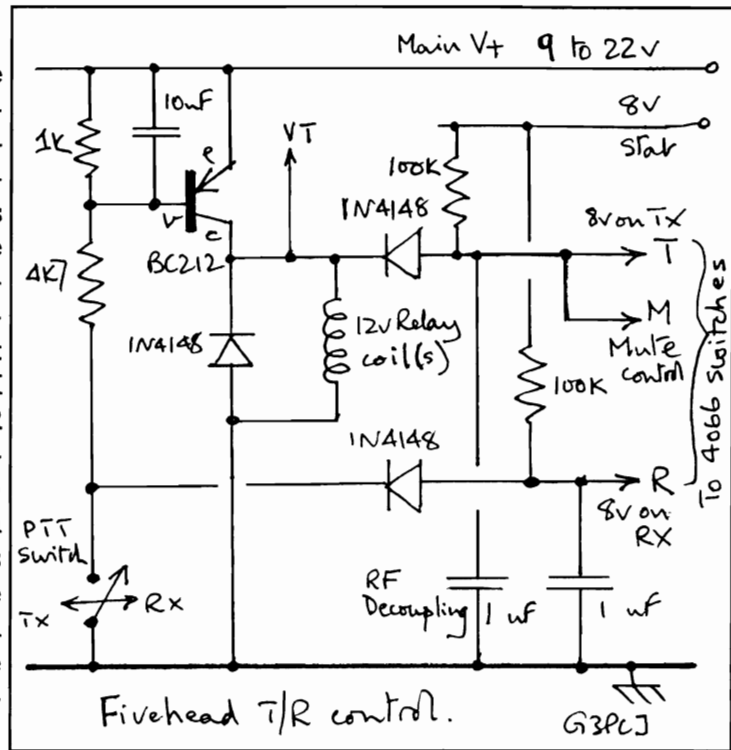 Main V+ 9 to 22v
10uF
8v
Stab
1K
VT
100K
e
1N4148
8v on Tx
T
c
BC212
4K7
M
Mute
control
1N4148
12v Relay
coil(s)
100K
To 4066 switches
1N4148
R
8v on
RX
PTT
Switch
Tx
Rx
RF
Decoupling
1 uF
1 uF
Fivehead T/R control.
G3PCJ